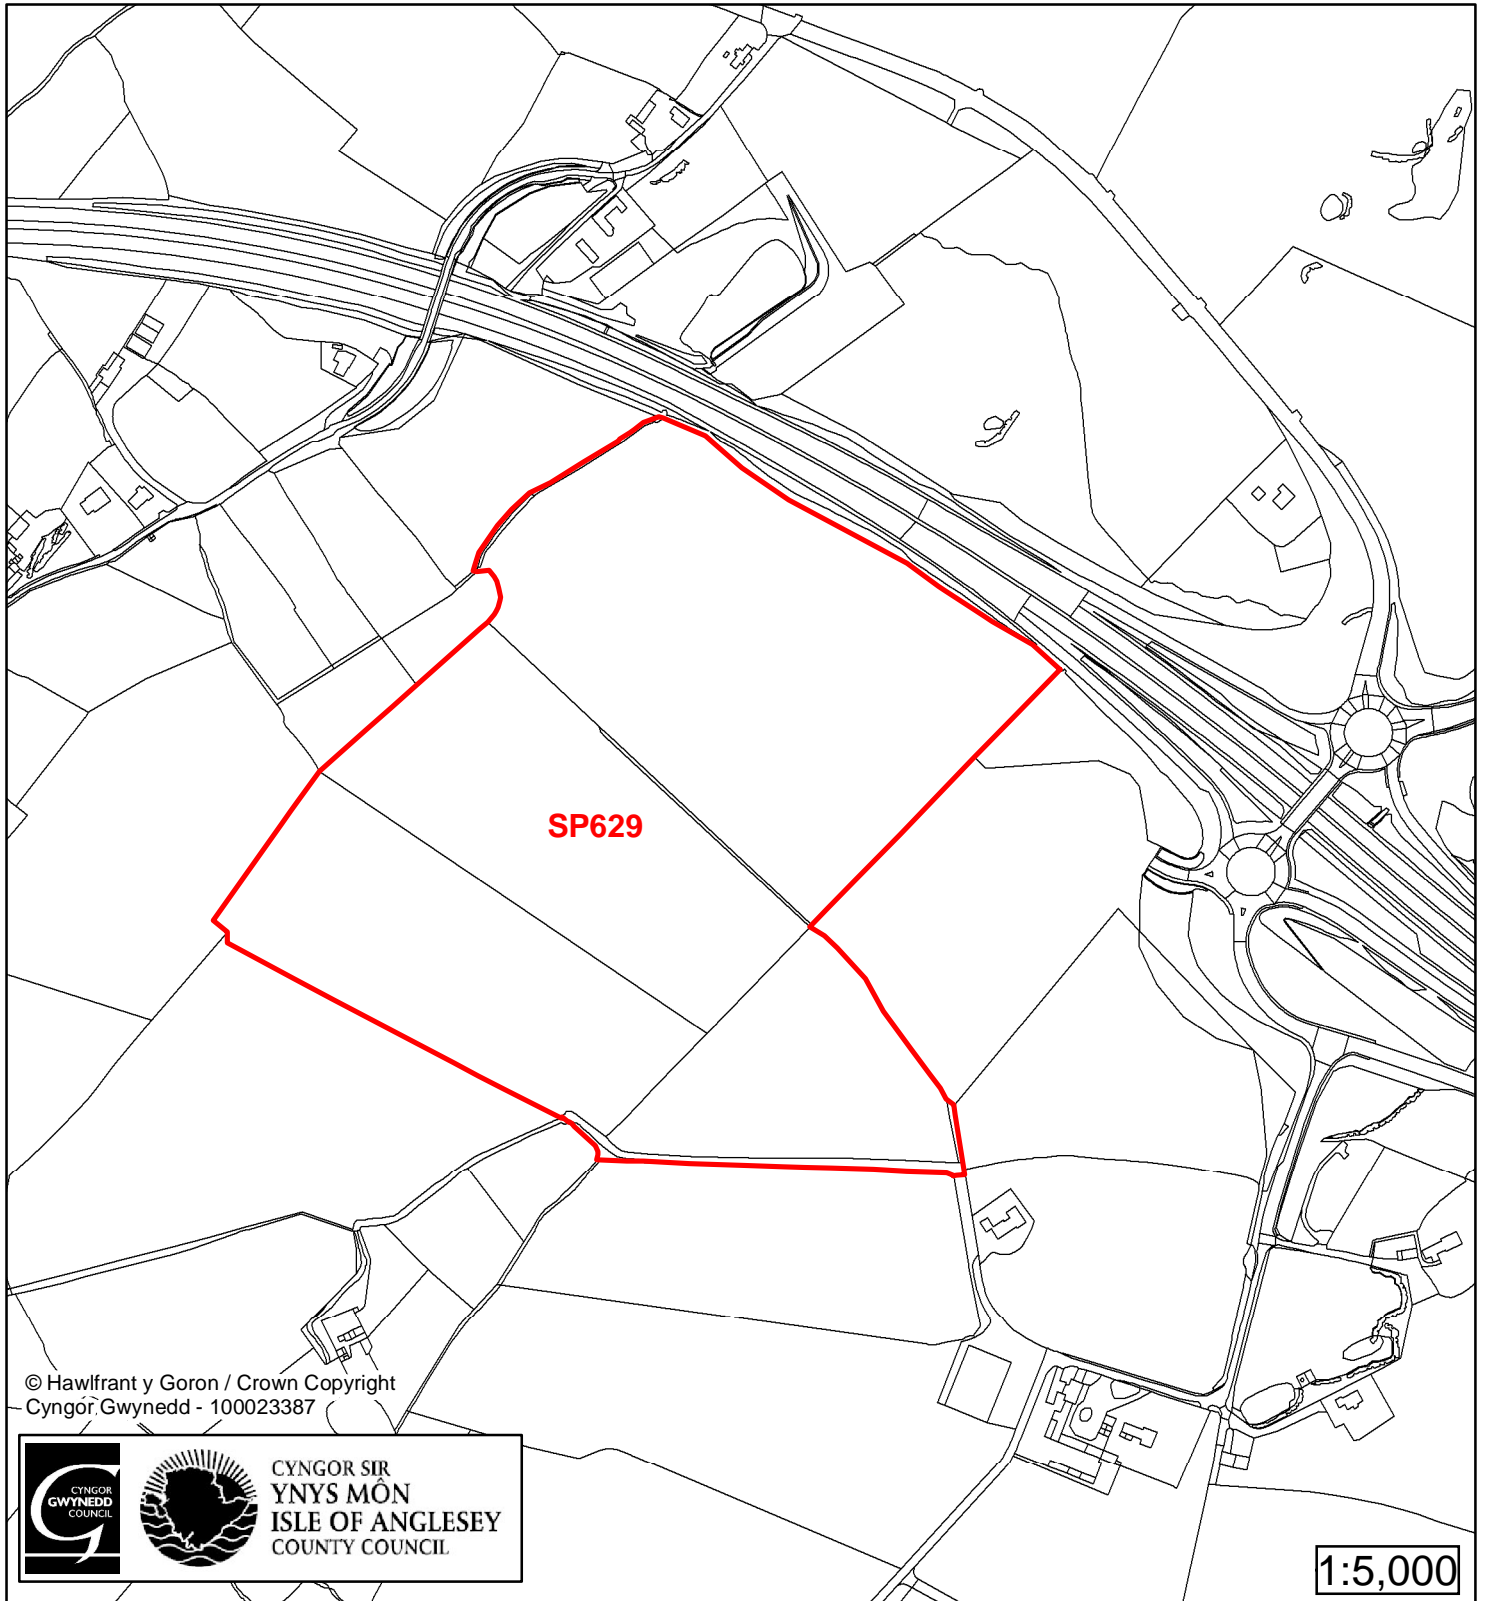 SP629
© Hawlfrant y Goron / Crown Copyright
Cyngor Gwynedd - 100023387
CYNGOR
GWYNEDD
COUNCIL
CYNGOR SIR
YNYS MÔN
ISLE OF ANGLESEY
COUNTY COUNCIL
1:5,000